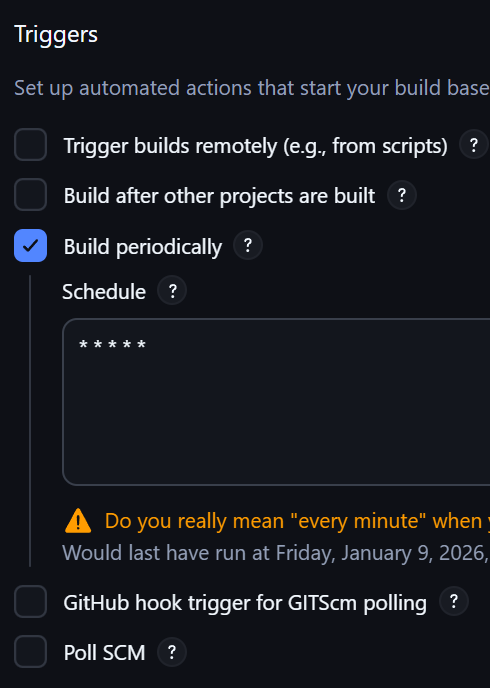 Triggers
Set up automated actions that start your build base
Trigger builds remotely (e.g., from scripts) ?
Build after other projects are built ?
Build periodically ?
Schedule ?
* * * * *
Do you really mean "every minute" when
Would last have run at Friday, January 9, 2026,
GitHub hook trigger for GITScm polling ?
Poll SCM ?